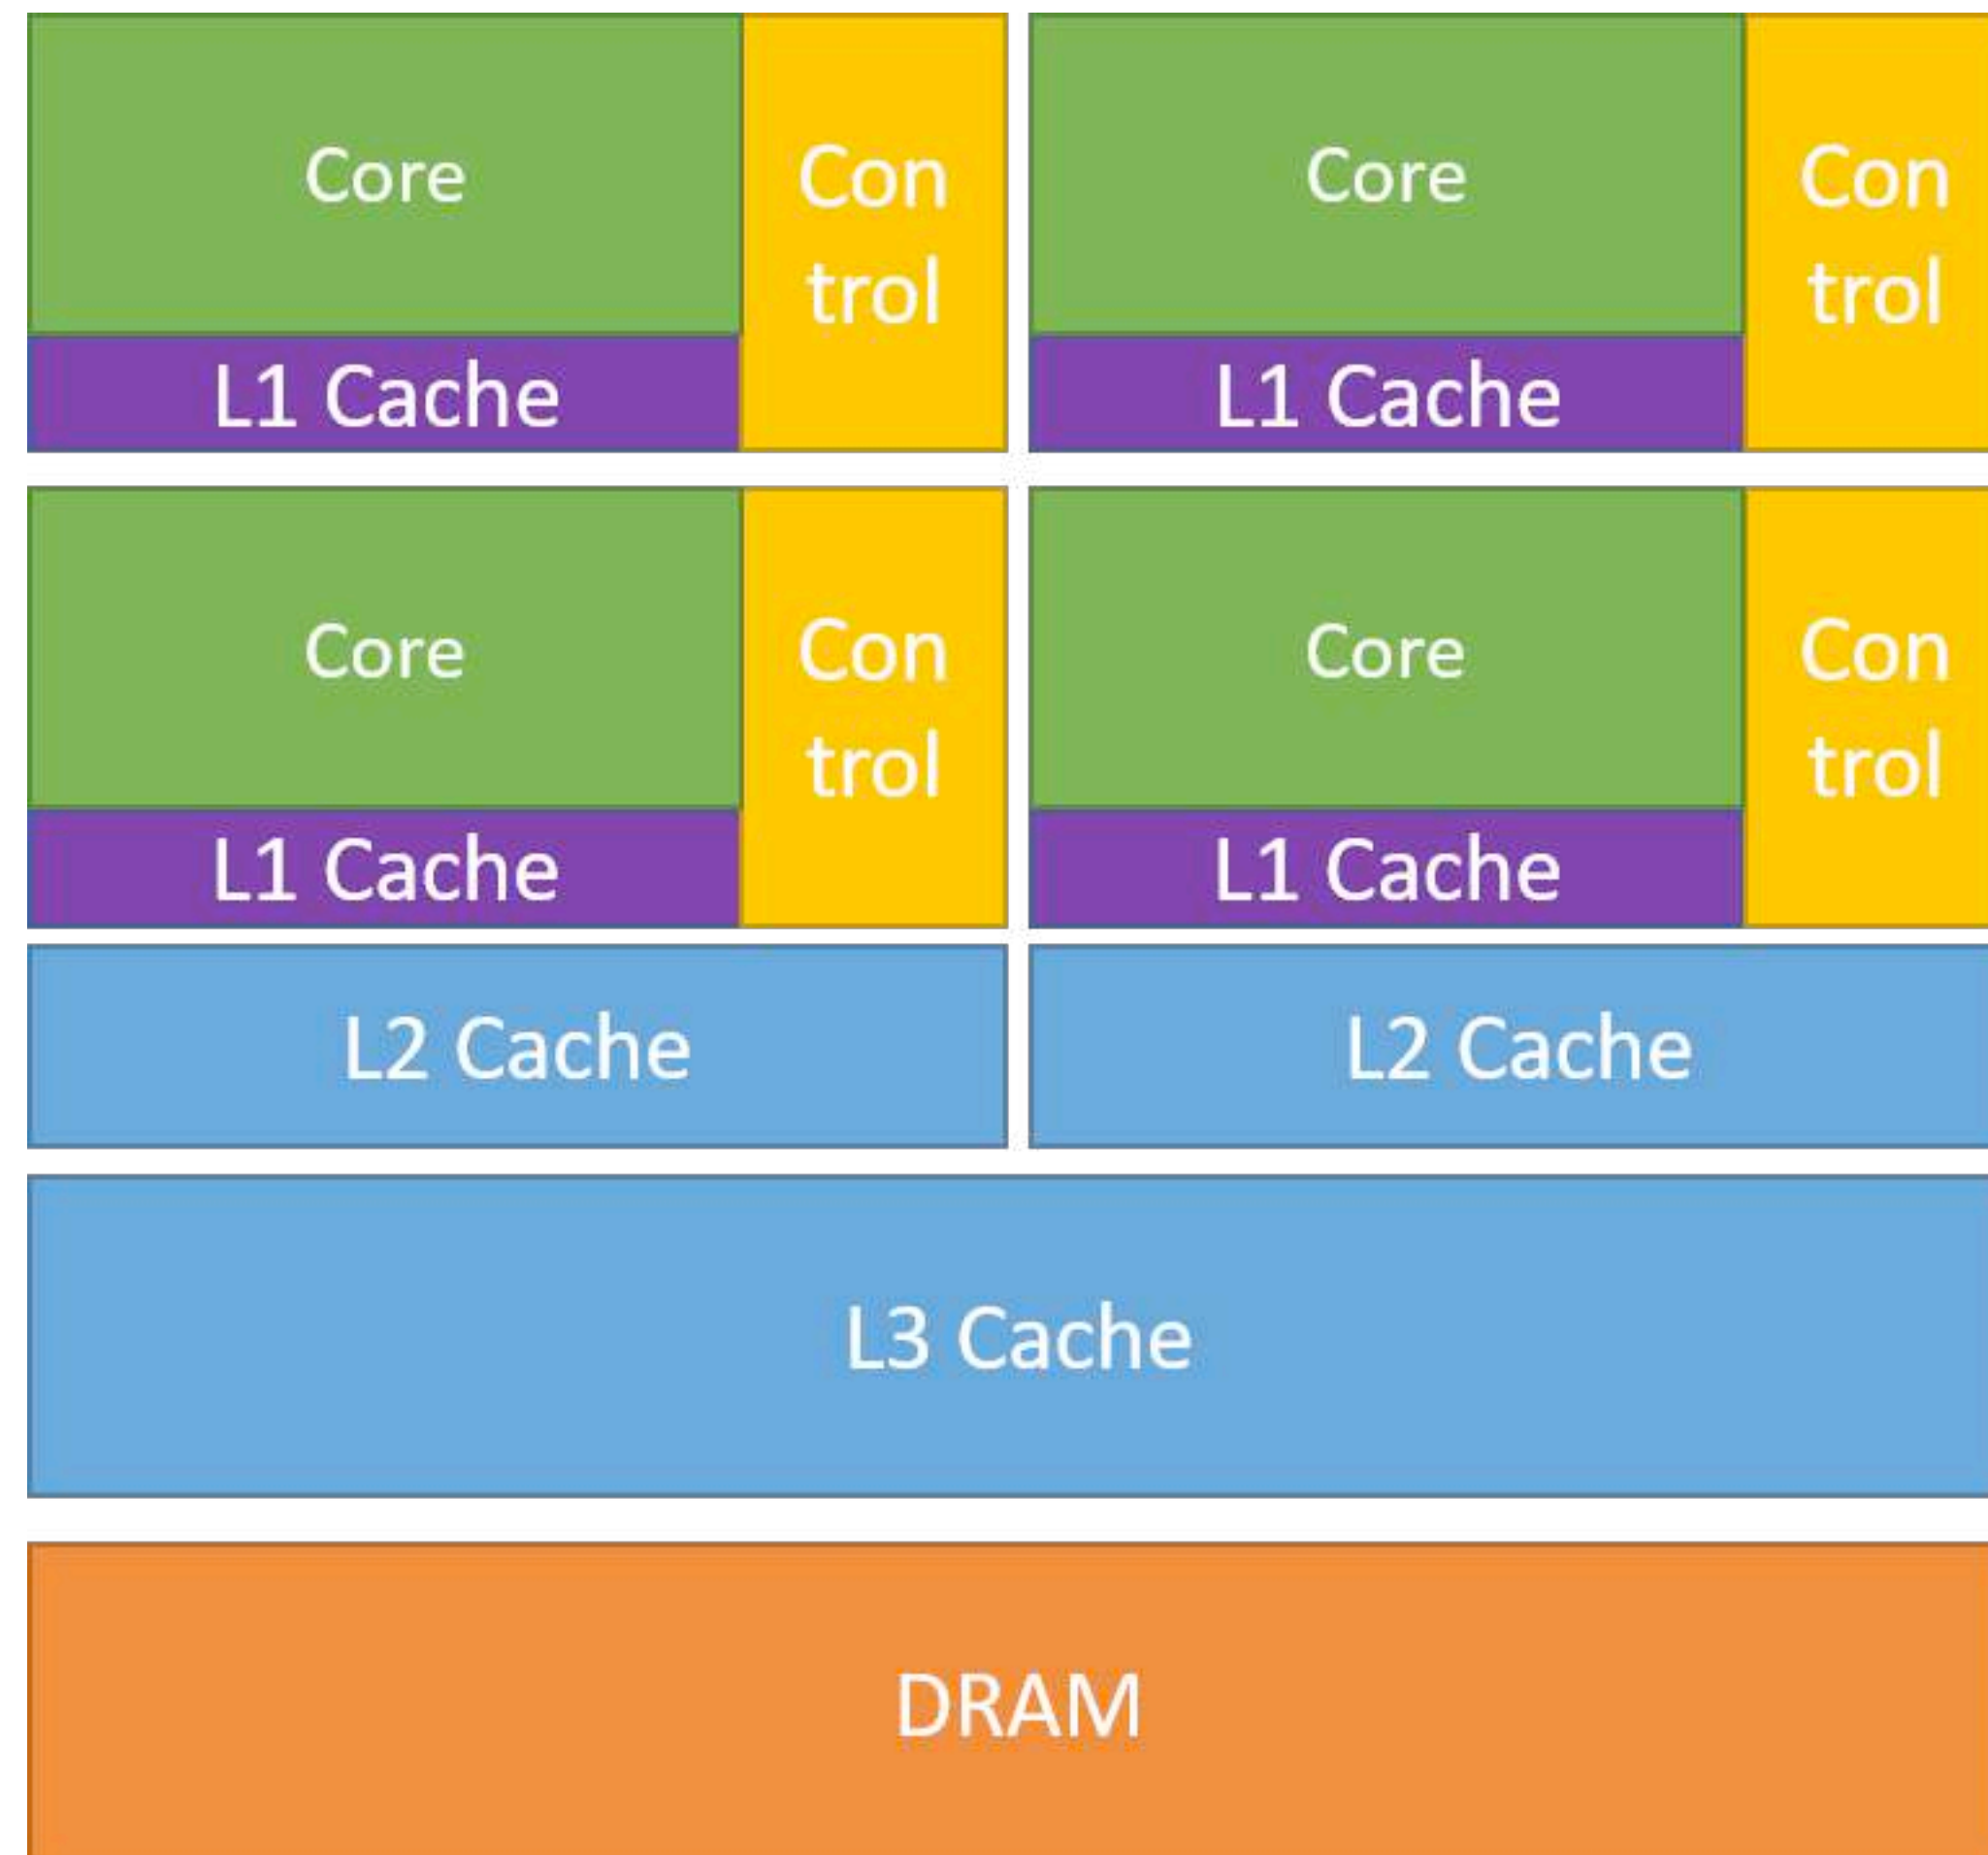 Core
Con
trol
L1 Cache
Core
Con
trol
L1 Cache
Core
Con
trol
L1 Cache
Core
Con
trol
L1 Cache
L2 Cache
L2 Cache
L3 Cache
DRAM